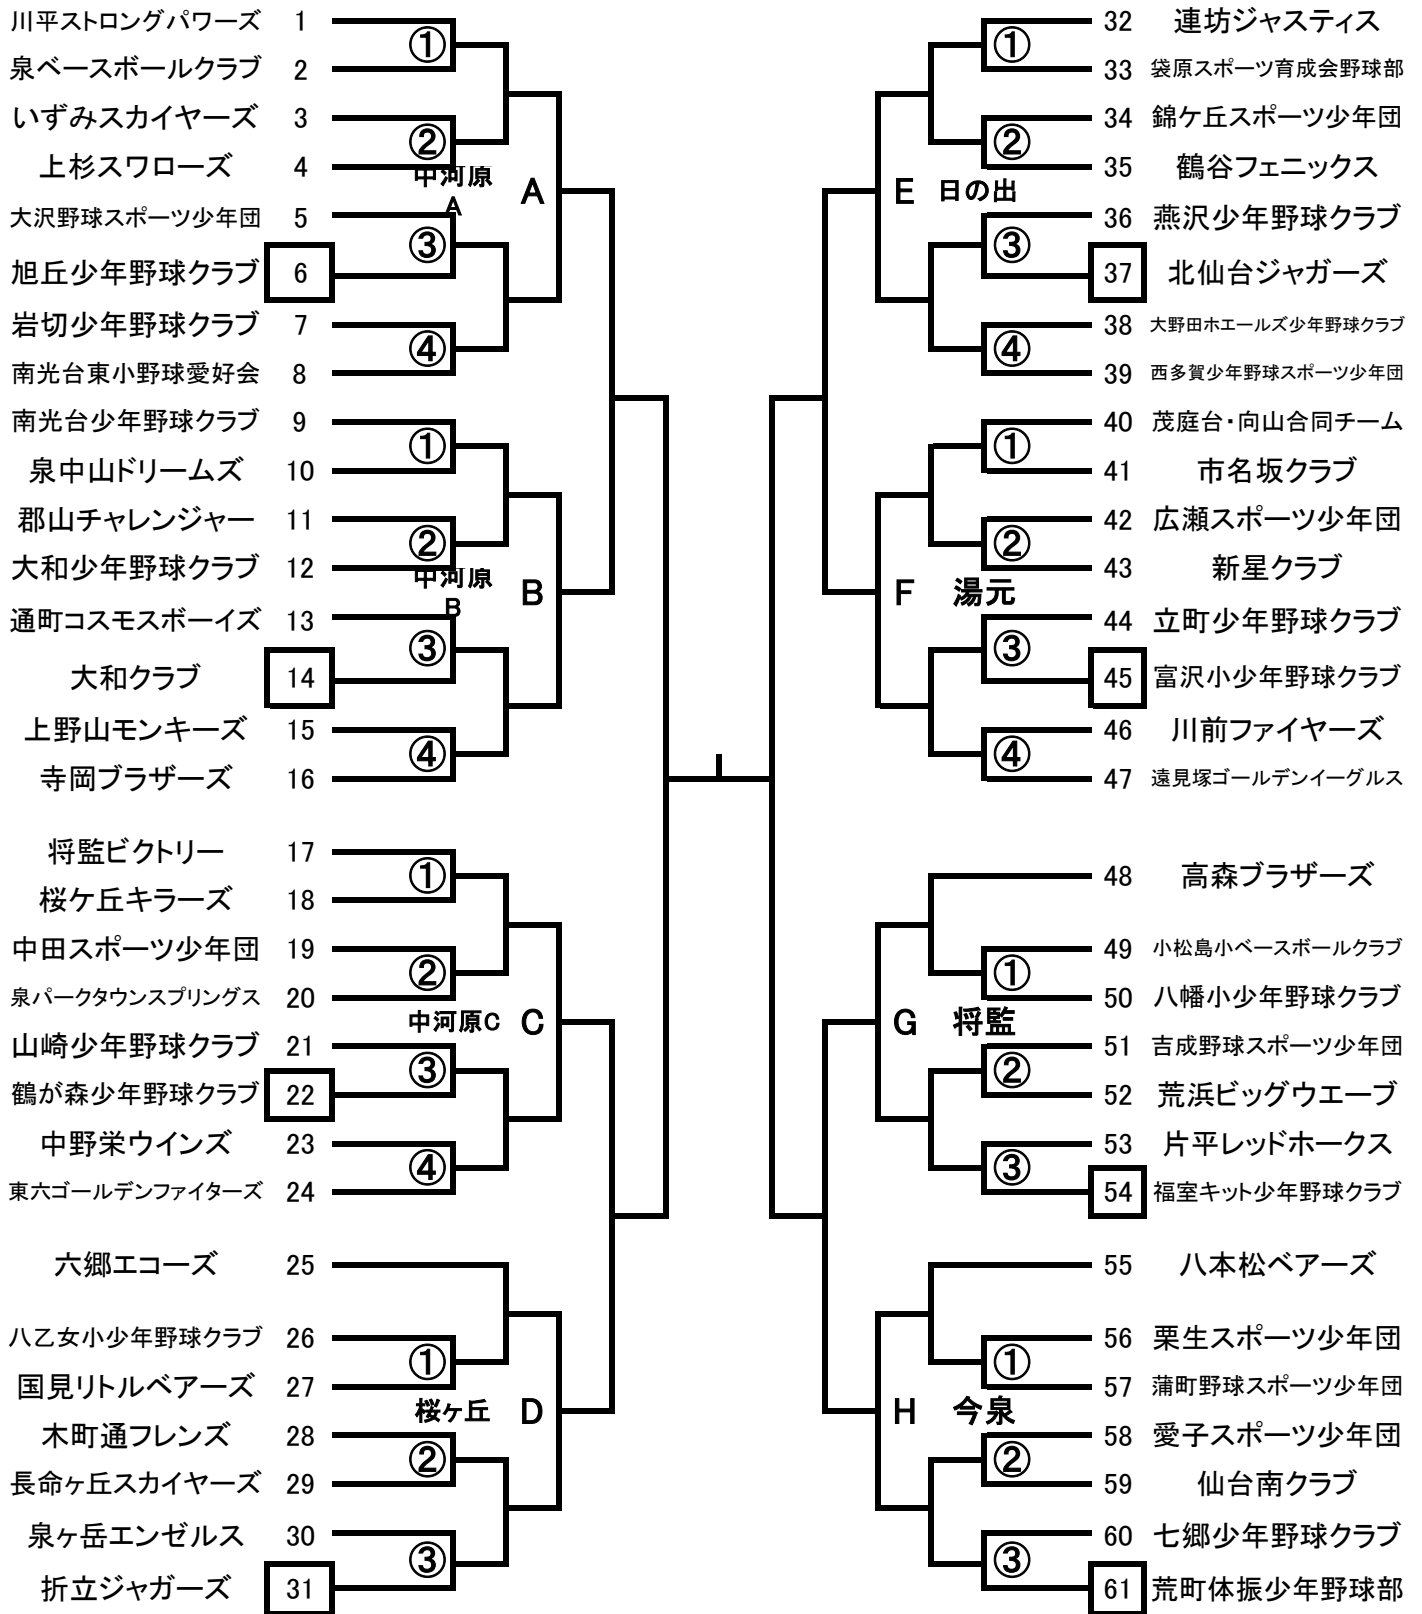 川平ストロングパワーズ 1
①
泉ベースボールクラブ 2
いずみスカイヤーズ 3
②
上杉スワローズ 4
中河原
A
A
大沢野球スポーツ少年団 5
③
旭丘少年野球クラブ 6
岩切少年野球クラブ 7
④
南光台東小野球愛好会 8
南光台少年野球クラブ 9
①
泉中山ドリームズ 10
郡山チャレンジャー 11
②
大和少年野球クラブ 12
中河原
B
B
通町コスモスボーイズ 13
③
大和クラブ 14
上野山モンキーズ 15
④
寺岡ブラザーズ 16
将監ビクトリー 17
①
桜ケ丘キラーズ 18
中田スポーツ少年団 19
②
泉パークタウンスプリングス 20
中河原C C
山崎少年野球クラブ 21
③
鶴が森少年野球クラブ 22
中野栄ウインズ 23
④
東六ゴールデンファイターズ 24
六郷エコーズ 25
八乙女小少年野球クラブ 26
①
国見リトルベアーズ 27
桜ヶ丘 D
木町通フレンズ 28
②
長命ヶ丘スカイヤーズ 29
泉ヶ岳エンゼルス 30
③
折立ジャガーズ 31
32 連坊ジャスティス
①
33 袋原スポーツ育成会野球部
34 錦ケ丘スポーツ少年団
②
35 鶴谷フェニックス
E 日の出
36 燕沢少年野球クラブ
③
37 北仙台ジャガーズ
38 大野田ホエールズ少年野球クラブ
④
39 西多賀少年野球スポーツ少年団
40 茂庭台・向山合同チーム
①
41 市名坂クラブ
42 広瀬スポーツ少年団
②
43 新星クラブ
F 湯元
44 立町少年野球クラブ
③
45 富沢小少年野球クラブ
46 川前ファイヤーズ
④
47 遠見塚ゴールデンイーグルス
48 高森ブラザーズ
49 小松島小ベースボールクラブ
①
50 八幡小少年野球クラブ
G 将監
51 吉成野球スポーツ少年団
②
52 荒浜ビッグウエーブ
53 片平レッドホークス
③
54 福室キット少年野球クラブ
55 八本松ベアーズ
56 栗生スポーツ少年団
①
57 蒲町野球スポーツ少年団
H 今泉
58 愛子スポーツ少年団
②
59 仙台南クラブ
60 七郷少年野球クラブ
③
61 荒町体振少年野球部